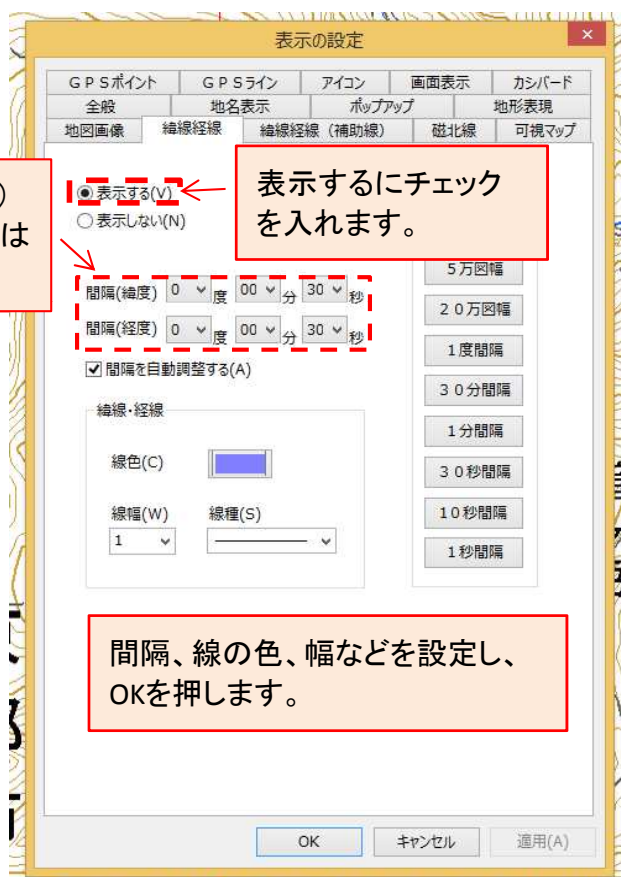 表示の設定
GPSポイント GPSライン アイコン 画面表示 カシバード
全般 地名表示 ポップアップ 地形表現
地図画像 緯線経線 緯線経線（補助線） 磁北線 可視マップ
）
は
表示する(V)
表示しない(N)
表示するにチェック
を入れます。
間隔(緯度) 0 度 00 分 30 秒
間隔(経度) 0 度 00 分 30 秒
間隔を自動調整する(A)
緯線・経線
線色(C)
線幅(W) 線種(S)
1
5万図幅
20万図幅
1度間隔
30分間隔
1分間隔
30秒間隔
10秒間隔
1秒間隔
間隔、線の色、幅などを設定し、
OKを押します。
OK キャンセル 適用(A)